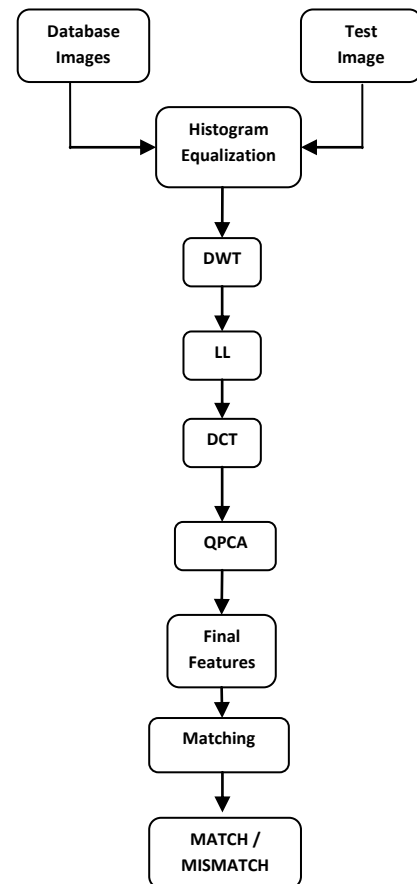 Database
Images
Test
Image
Histogram
Equalization
DWT
LL
DCT
QPCA
Final
Features
Matching
MATCH /
MISMATCH